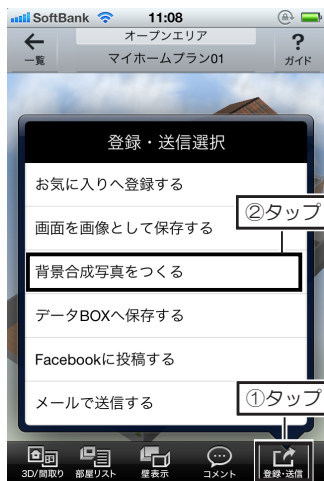 SoftBank 11:08
オープンエリア
一覧 マイホームプラン01 ? ガイド
登録・送信選択
お気に入りへ登録する
②タップ
画面を画像として保存する
背景合成写真をつくる
データBOXへ保存する
Facebookに投稿する
①タップ
メールで送信する
3D/間取り 部屋リスト 壁表示 コメント 登録・送信